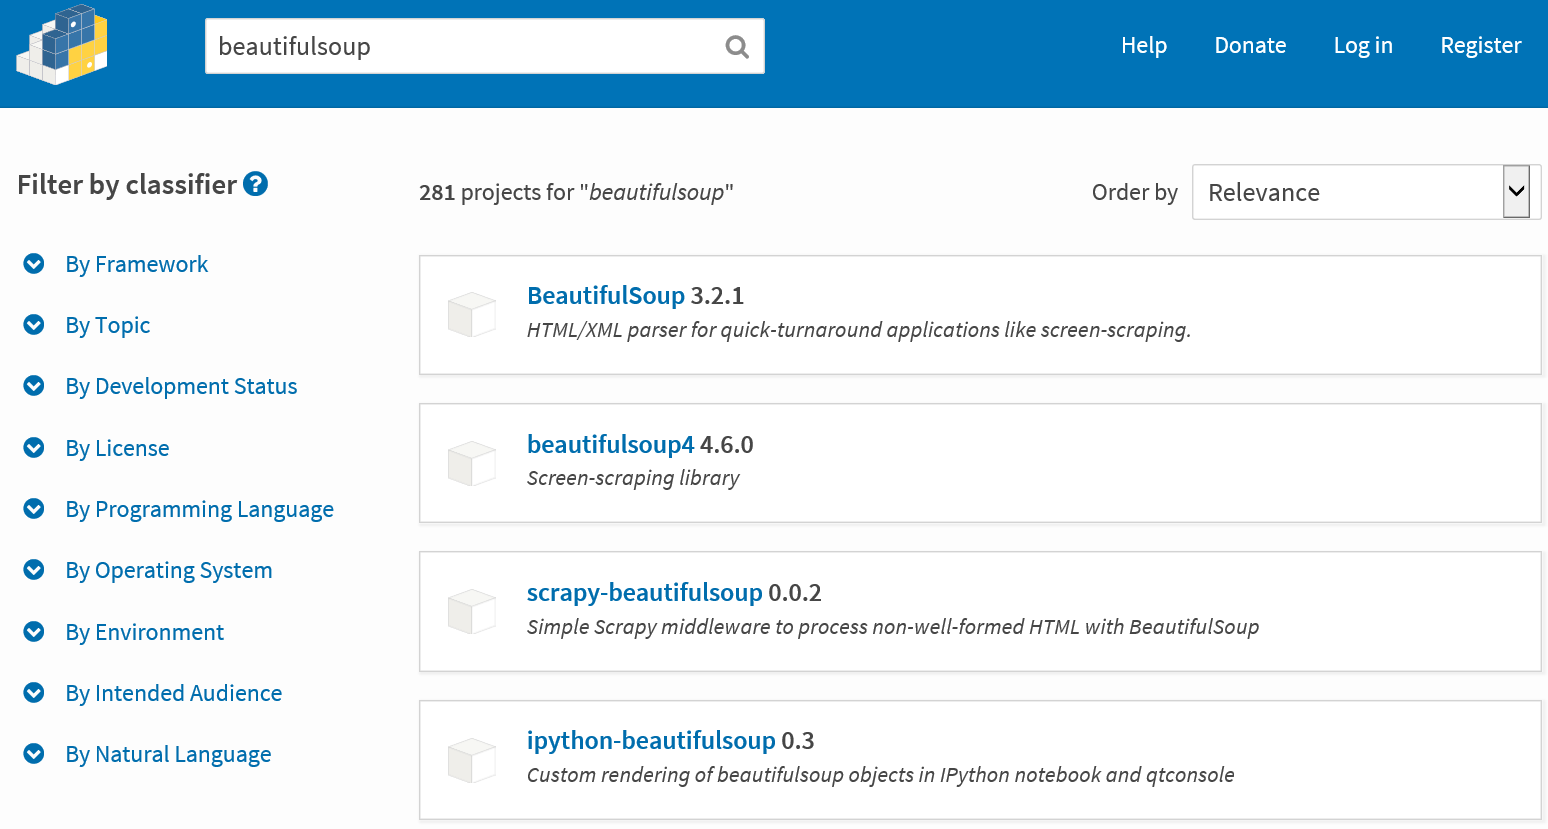 beautifulsoup
Help
Donate
Log in
Register
Filter by classifier ?
By Framework
By Topic
By Development Status
By License
By Programming Language
By Operating System
By Environment
By Intended Audience
By Natural Language
281 projects for "beautifulsoup"
Order by
Relevance
BeautifulSoup 3.2.1
HTML/XML parser for quick-turnaround applications like screen-scraping.
beautifulsoup4 4.6.0
Screen-scraping library
scrapy-beautifulsoup 0.0.2
Simple Scrapy middleware to process non-well-formed HTML with BeautifulSoup
ipython-beautifulsoup 0.3
Custom rendering of beautifulsoup objects in IPython notebook and qtconsole